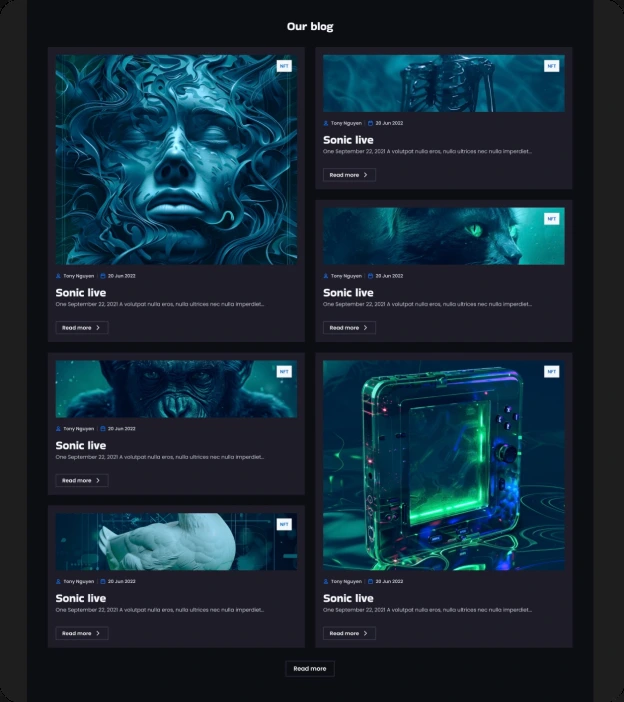 Our blog
NFT
Tony Nguyen | 20 Jun 2022
Sonic live
One September 22, 2021 A volutpat nulla eros, nulla ultrices nec nulla imperdiet...
Read more >
NFT
Tony Nguyen | 20 Jun 2022
Sonic live
One September 22, 2021 A volutpat nulla eros, nulla ultrices nec nulla imperdiet...
Read more >
NFT
Tony Nguyen | 20 Jun 2022
Sonic live
One September 22, 2021 A volutpat nulla eros, nulla ultrices nec nulla imperdiet...
Read more >
NFT
Tony Nguyen | 20 Jun 2022
Sonic live
One September 22, 2021 A volutpat nulla eros, nulla ultrices nec nulla imperdiet...
Read more >
NFT
Tony Nguyen | 20 Jun 2022
Sonic live
One September 22, 2021 A volutpat nulla eros, nulla ultrices nec nulla imperdiet...
Read more >
NFT
Tony Nguyen | 20 Jun 2022
Sonic live
One September 22, 2021 A volutpat nulla eros, nulla ultrices nec nulla imperdiet...
Read more >
Read more